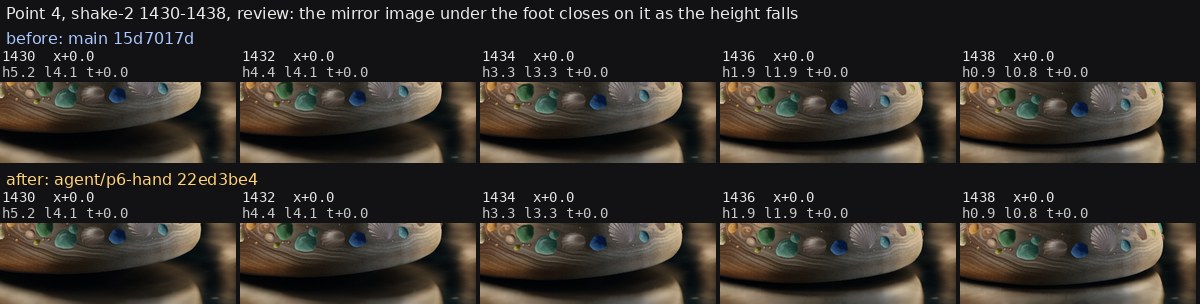 Point 4, shake-2 1430-1438, review: the mirror image under the foot closes on it as the height falls
before: main 15d7017d
1430 x+0.0 1432 x+0.0 1434 x+0.0 1436 x+0.0 1438 x+0.0
h5.2 l4.1 t+0.0 h4.4 l4.1 t+0.0 h3.3 l3.3 t+0.0 h1.9 l1.9 t+0.0 h0.9 l0.8 t+0.0
after: agent/p6-hand 22ed3be4
1430 x+0.0 1432 x+0.0 1434 x+0.0 1436 x+0.0 1438 x+0.0
h5.2 l4.1 t+0.0 h4.4 l4.1 t+0.0 h3.3 l3.3 t+0.0 h1.9 l1.9 t+0.0 h0.9 l0.8 t+0.0